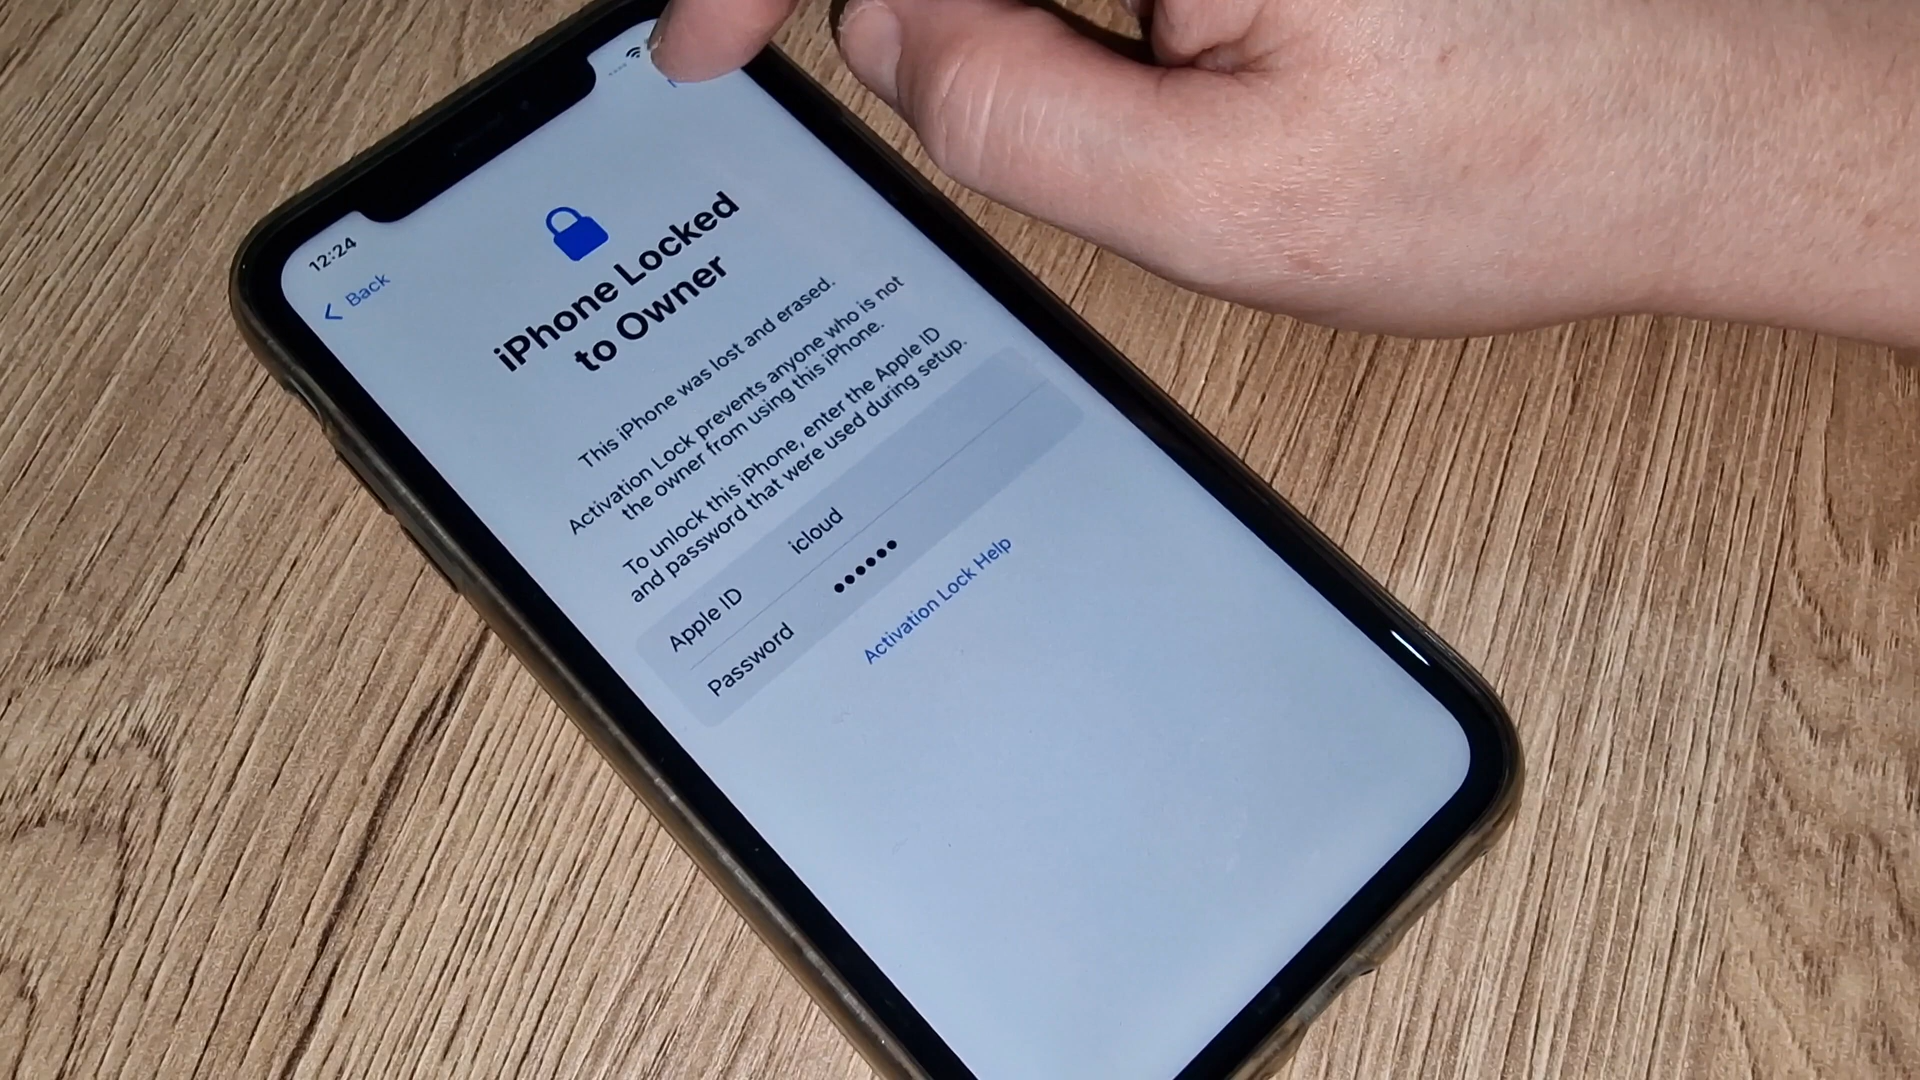 12:24
Back
iPhone Locked
to Owner
This iPhone was lost and erased.
Activation Lock prevents anyone who is not
the owner from using this iPhone.
To unlock this iPhone, enter the Apple ID
and password that were used during setup.
Apple ID icloud
Password ••••••
Activation Lock Help